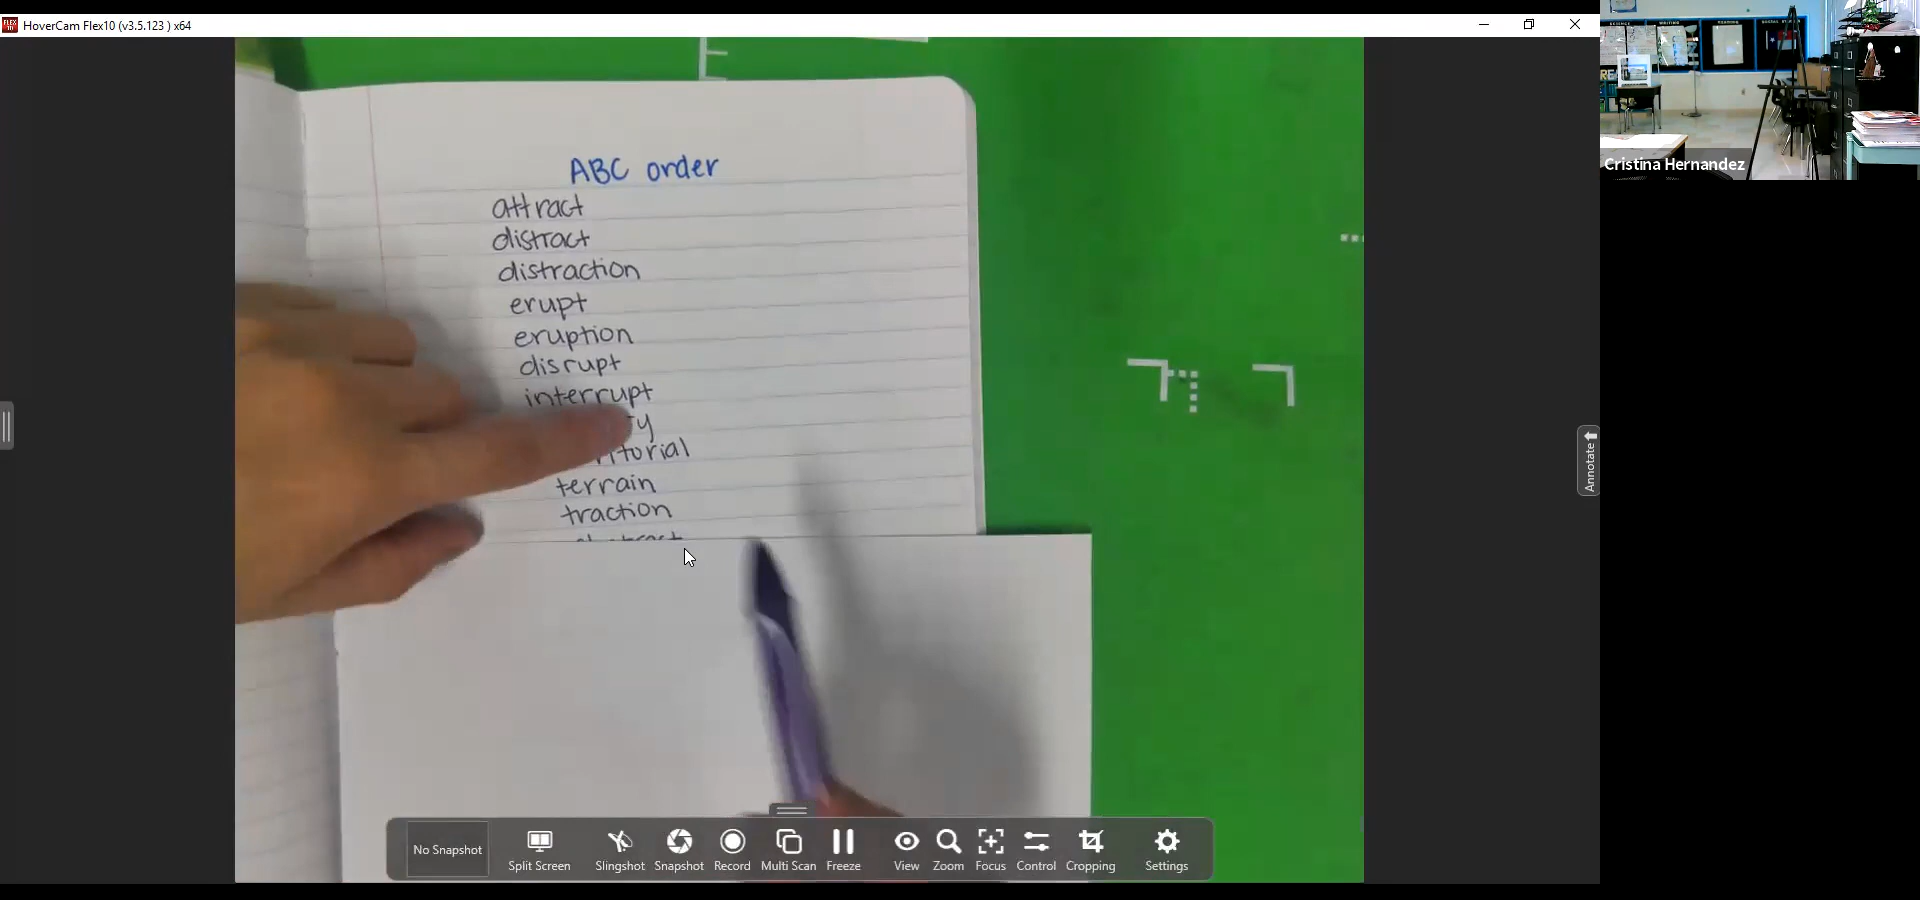 HoverCam Flex10 (v3.5.123 ) x64
Cristina Hernandez
ABC order
attract
distract
distraction
erupt
eruption
disrupt
interrupt
terrain
traction
Annotate
No Snapshot
Split Screen
Slingshot
Snapshot
Record
Multi Scan
Freeze
View
Zoom
Focus
Control
Cropping
Settings